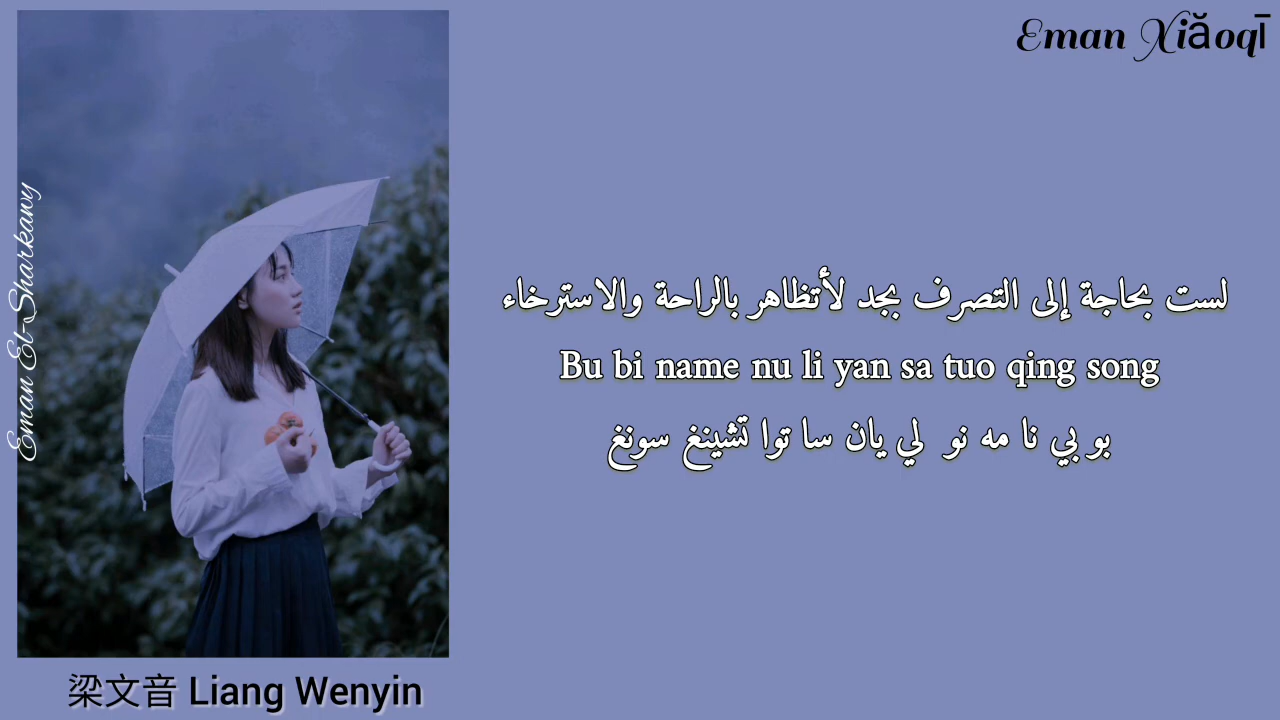 Eman Xiăoqī
Eman El-Sharkawy
لست بحاجة إلى التصرف بجد لأتظاهر بالراحة والاسترخاء
Bu bi name nu li yan sa tuo qing song
بو بي نا مه نو لي يان سا توا تشينغ سونغ
梁文音 Liang Wenyin